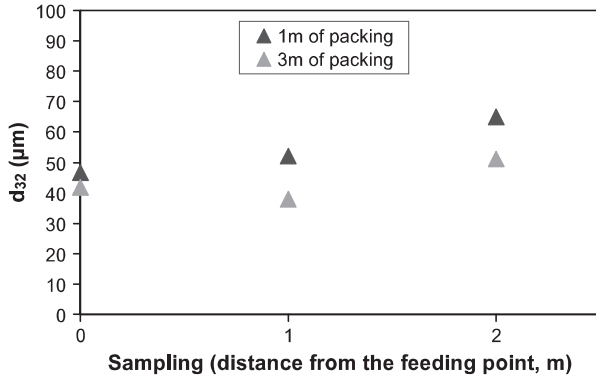 1m of packing
3m of packing
100
90
80
70
60
50
40
30
20
10
0
d32 (µm)
0 1 2
Sampling (distance from the feeding point, m)